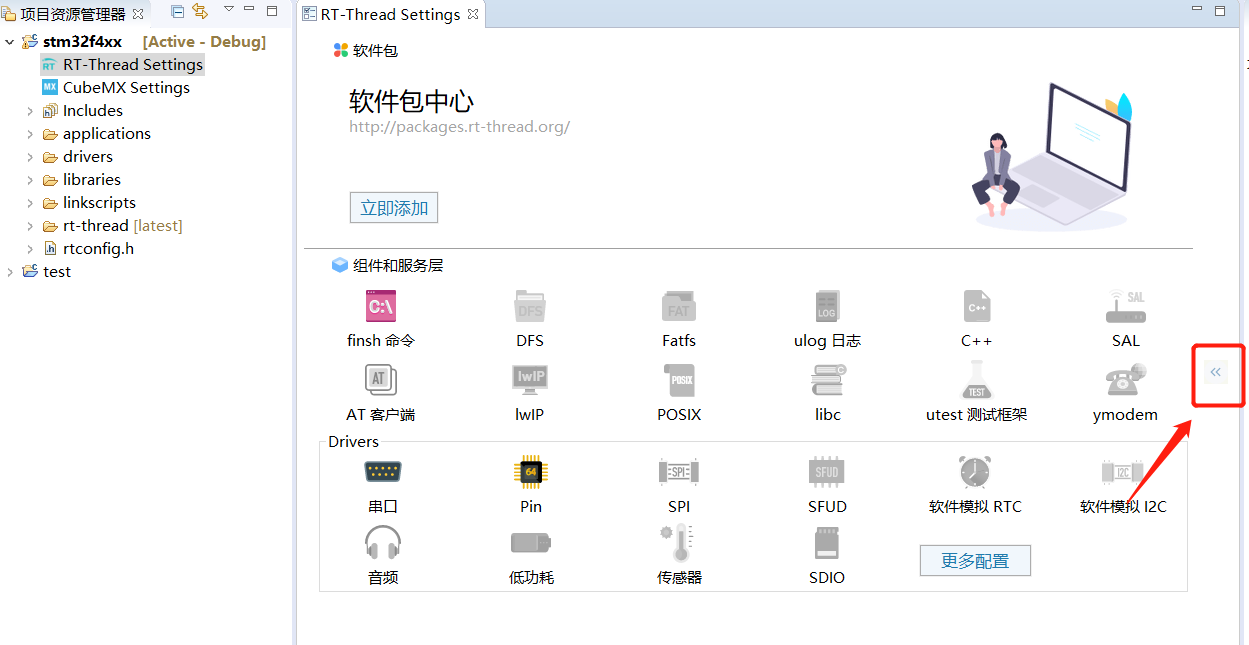 项目资源管理器
stm32f4xx [Active - Debug]
RT RT-Thread Settings
MX CubeMX Settings
Includes
applications
drivers
libraries
linkscripts
rt-thread [latest]
rtconfig.h
test
RT-Thread Settings
软件包
软件包中心
http://packages.rt-thread.org/
立即添加
组件和服务层
C:\ DFS FAT LOG C++ SAL
finsh 命令 DFS Fatfs ulog 日志 C++ SAL
AT lwIP POSIX C TEST
AT 客户端 lwIP POSIX libc utest 测试框架 ymodem
«
Drivers
64 SPI SFUD I2C
串口 Pin SPI SFUD 软件模拟 RTC 软件模拟 I2C
音频 低功耗 传感器 SDIO
更多配置